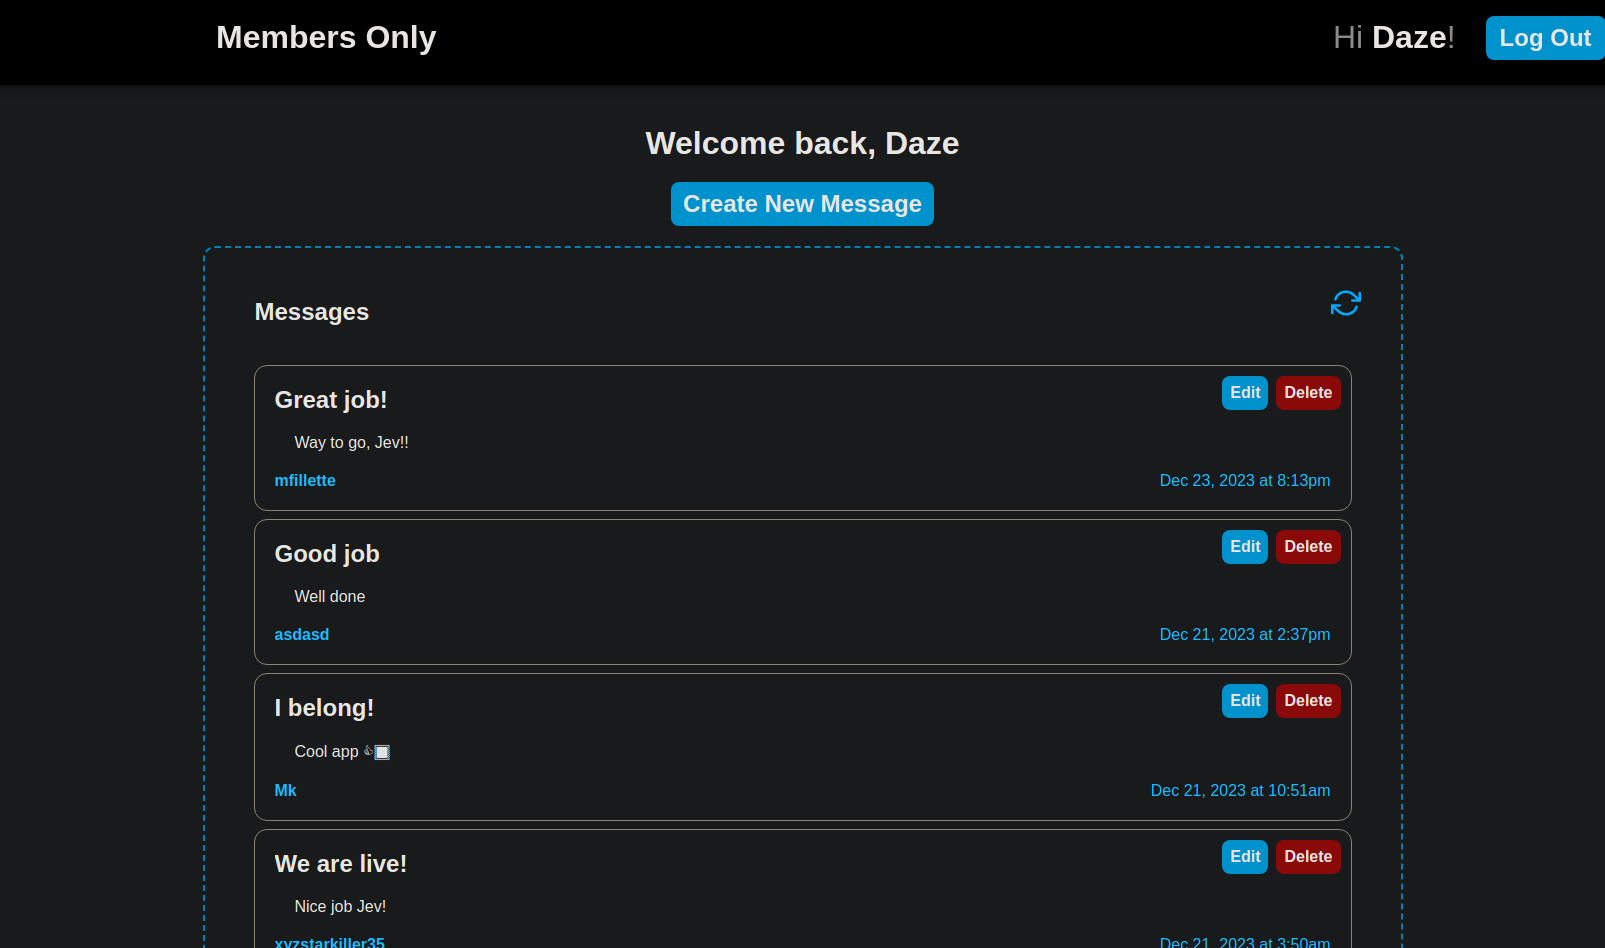 Members Only
Hi Daze!
Log Out
Welcome back, Daze
Create New Message
Messages
Great job!
Edit
Delete
Way to go, Jev!!
mfillette
Dec 23, 2023 at 8:13pm
Good job
Edit
Delete
Well done
asdasd
Dec 21, 2023 at 2:37pm
I belong!
Edit
Delete
Cool app 👍🏻
Mk
Dec 21, 2023 at 10:51am
We are live!
Edit
Delete
Nice job Jev!
xyzstarkiller35
Dec 21, 2023 at 3:50am